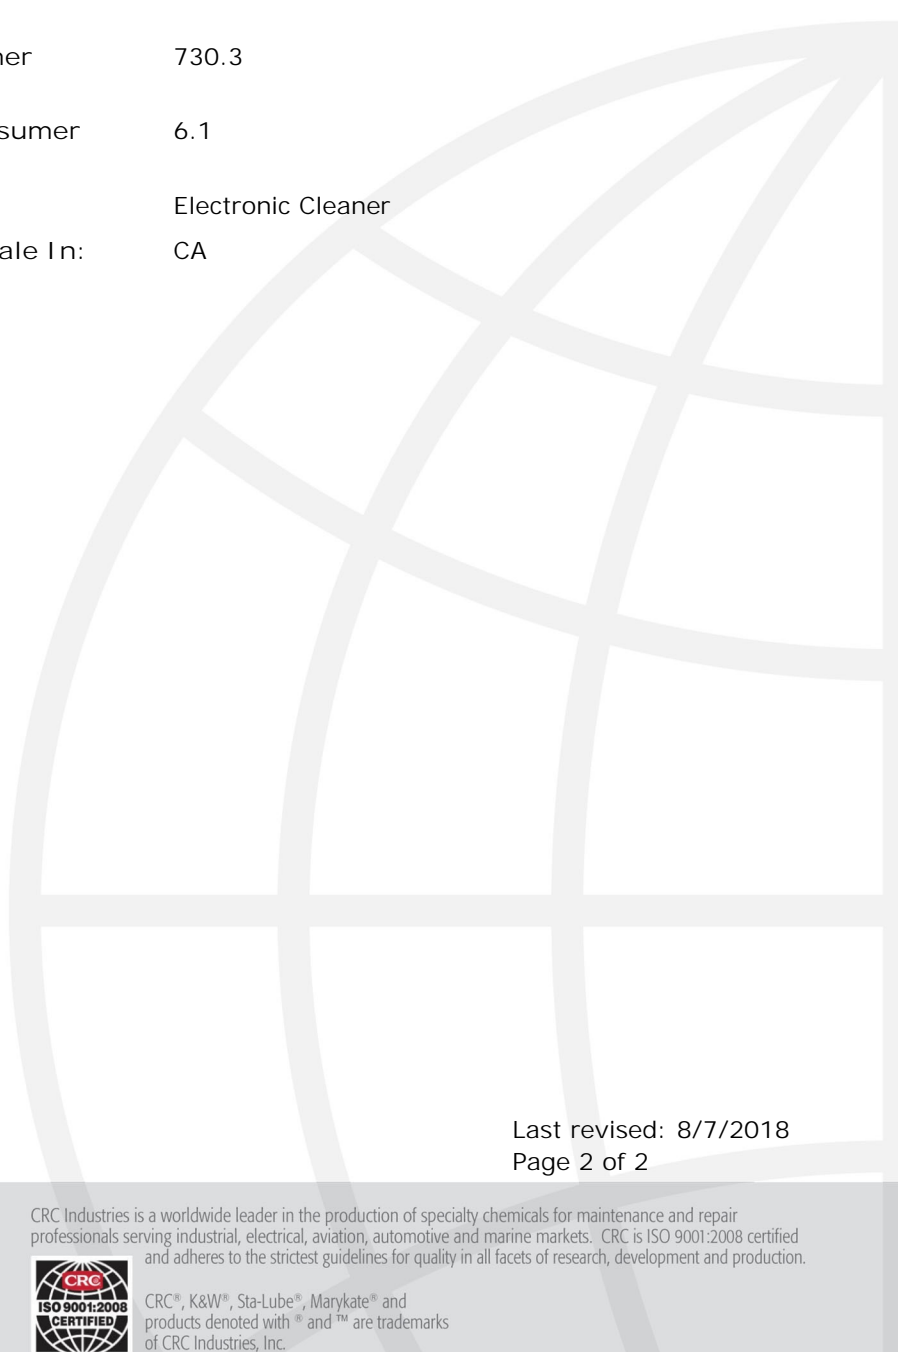 ner 730.3
sumer 6.1
Electronic Cleaner
ale In: CA
Last revised: 8/7/2018
Page 2 of 2
CRC Industries is a worldwide leader in the production of specialty chemicals for maintenance and repair
professionals serving industrial, electrical, aviation, automotive and marine markets. CRC is ISO 9001:2008 certified
and adheres to the strictest guidelines for quality in all facets of research, development and production.
CRC
ISO 9001:2008
CERTIFIED
CRC®, K&W®, Sta-Lube®, Marykate® and
products denoted with ® and ™ are trademarks
of CRC Industries, Inc.